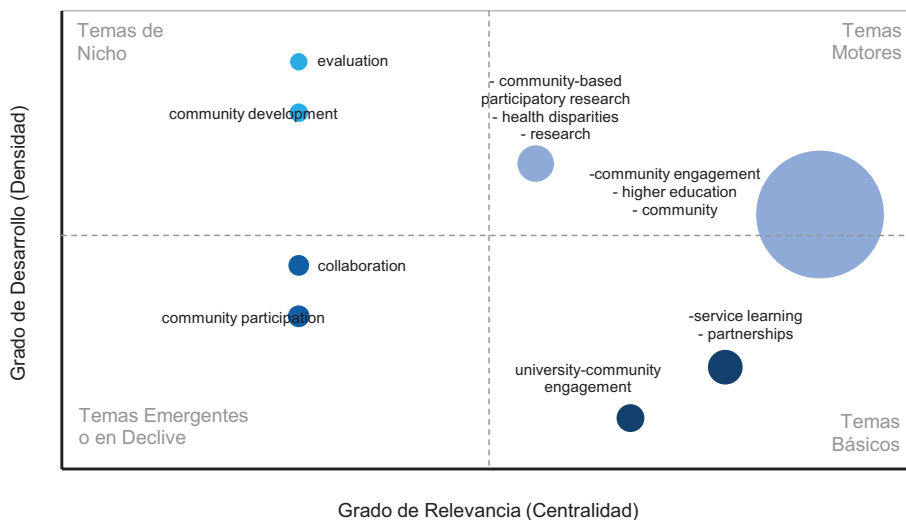 Temas de
Nicho
Temas
Motores
evaluation
community development
- community-based
participatory research
- health disparities
- research
-community engagement
- higher education
- community
Grado de Desarrollo (Densidad)
collaboration
community participation
-service learning
- partnerships
university-community
engagement
Temas Emergentes
o en Declive
Temas
Básicos
Grado de Relevancia (Centralidad)